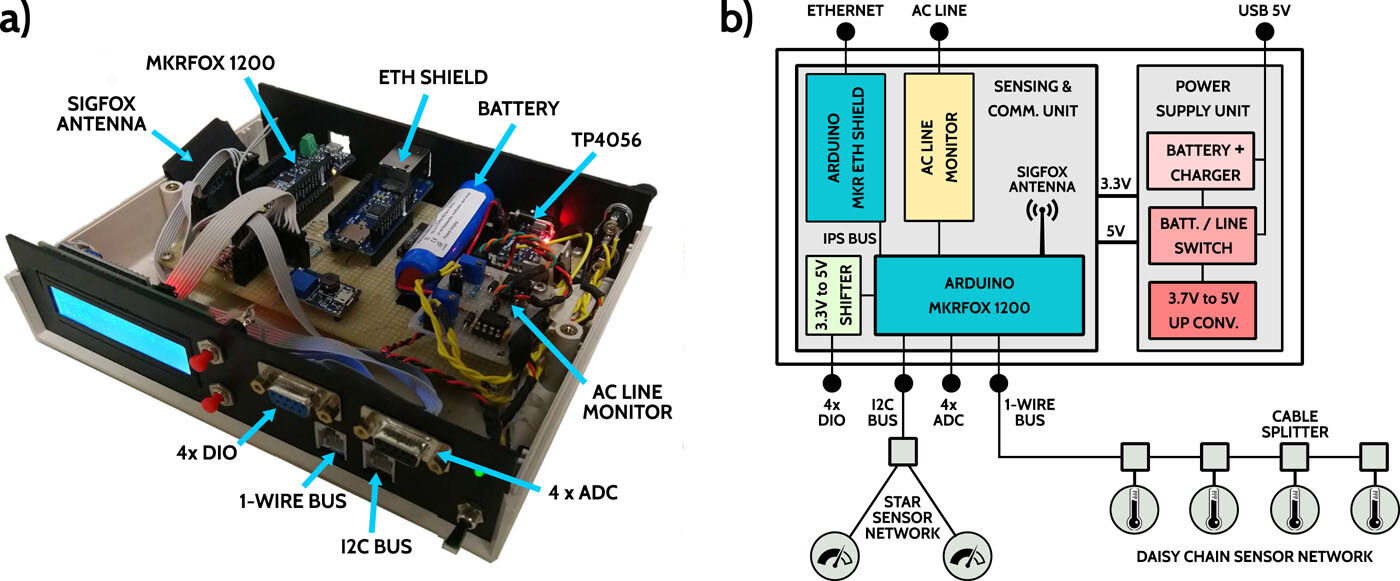 a)
MKRFOX 1200
ETH SHIELD
SIGFOX
ANTENNA
BATTERY
TP4056
AC LINE
MONITOR
4x DIO
1-WIRE BUS
4 x ADC
I2C BUS
b)
ETHERNET
AC LINE
USB 5V
ARDUINO
MKR ETH SHIELD
AC LINE
MONITOR
SENSING &
COMM. UNIT
POWER
SUPPLY UNIT
BATTERY +
CHARGER
SIGFOX
ANTENNA
3.3V
5V
BATT. / LINE
SWITCH
IPS BUS
3.3V to 5V
SHIFTER
ARDUINO
MKRFOX 1200
3.7V to 5V
UP CONV.
4x
DIO
I2C
BUS
4x
ADC
1-WIRE
BUS
CABLE
SPLITTER
STAR
SENSOR
NETWORK
DAISY CHAIN SENSOR NETWORK